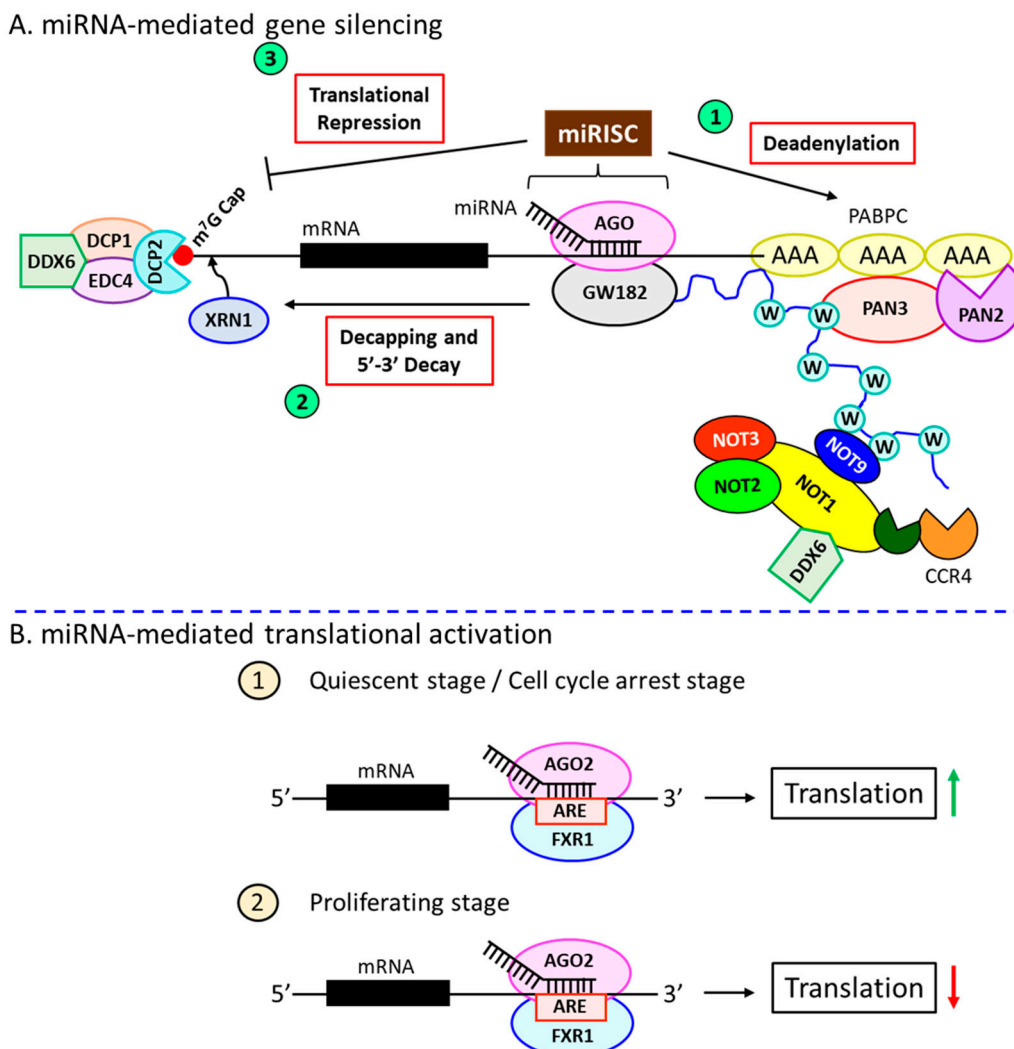 A. miRNA-mediated gene silencing
3
Translational
Repression
miRISC
1
Deadenylation
m⁷G Cap
miRNA
AGO
PABPC
mRNA
DCP1
DCP2
DDX6
EDC4
AAA
AAA
AAA
GW182
XRN1
W
W
PAN3
PAN2
Decapping and
5’-3’ Decay
2
W
W
W
W
W
NOT3
NOT9
NOT2
NOT1
DDX6
CCR4
B. miRNA-mediated translational activation
1 Quiescent stage / Cell cycle arrest stage
mRNA
AGO2
5’
3’
Translation
ARE
FXR1
2 Proliferating stage
mRNA
AGO2
5’
3’
Translation
ARE
FXR1